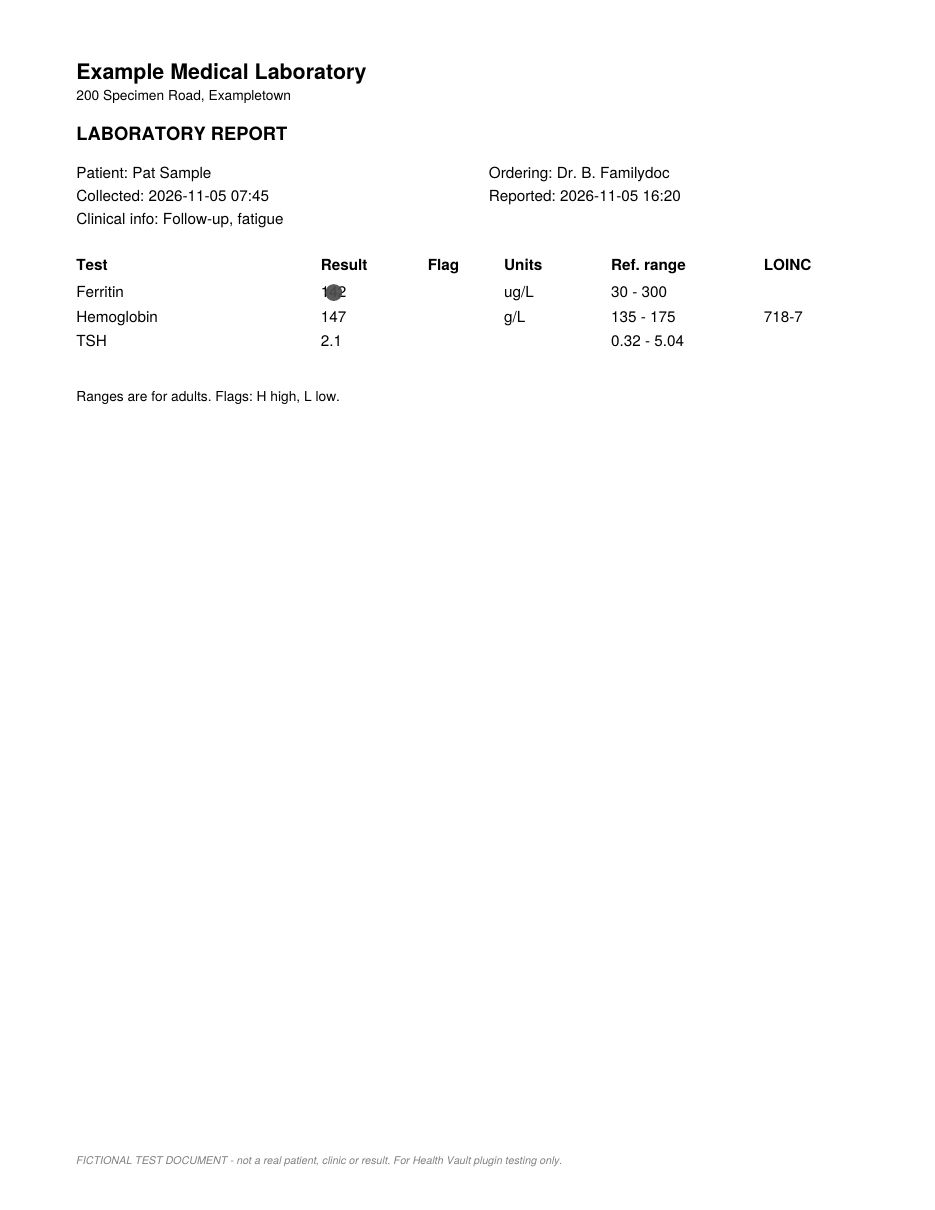 Example Medical Laboratory
200 Specimen Road, Exampletown
LABORATORY REPORT
Patient: Pat Sample Ordering: Dr. B. Familydoc
Collected: 2026-11-05 07:45 Reported: 2026-11-05 16:20
Clinical info: Follow-up, fatigue
Test Result Flag Units Ref. range LOINC
Ferritin ug/L 30 - 300
Hemoglobin 147 g/L 135 - 175 718-7
TSH 2.1 0.32 - 5.04
Ranges are for adults. Flags: H high, L low.
FICTIONAL TEST DOCUMENT - not a real patient, clinic or result. For Health Vault plugin testing only.